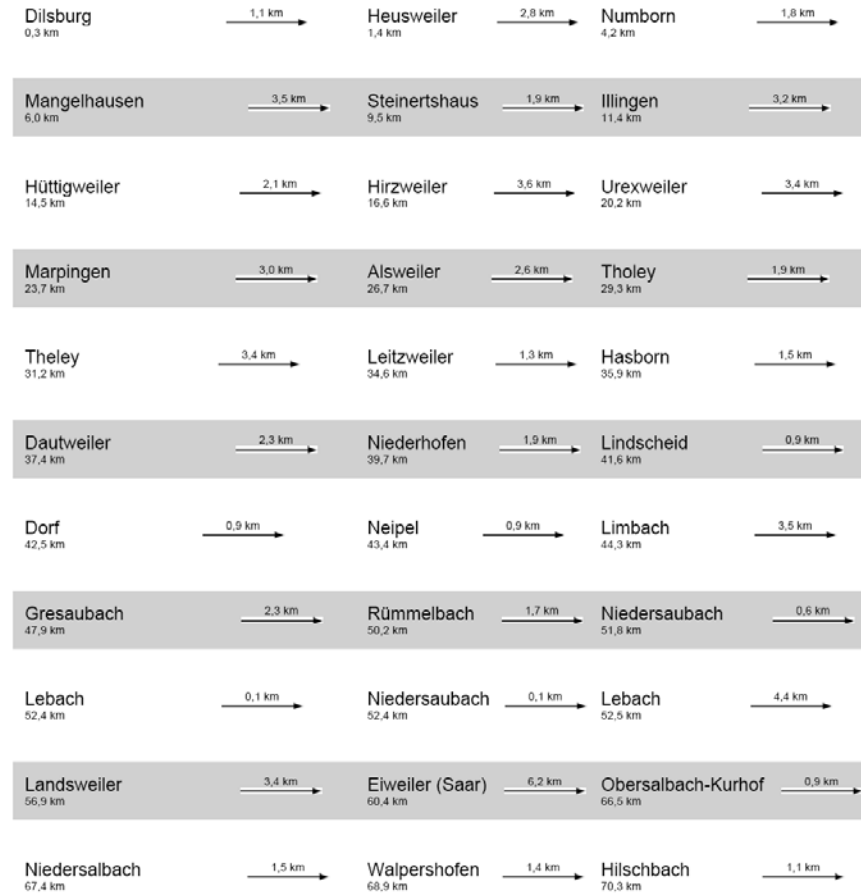 Dilsburg 1,1 km Heusweiler 2,8 km Numborn 1,8 km
0,3 km 1,4 km 4,2 km
Mangelhausen 3,5 km Steinertshaus 1,9 km Illingen 3,2 km
6,0 km 9,5 km 11,4 km
Hüttigweiler 2,1 km Hirzweiler 3,6 km Urexweiler 3,4 km
14,5 km 16,6 km 20,2 km
Marpingen 3,0 km Alsweiler 2,6 km Tholey 1,9 km
23,7 km 26,7 km 29,3 km
Theley 3,4 km Leitzweiler 1,3 km Hasborn 1,5 km
31,2 km 34,6 km 35,9 km
Dautweiler 2,3 km Niederhofen 1,9 km Lindscheid 0,9 km
37,4 km 39,7 km 41,6 km
Dorf 0,9 km Neipel 0,9 km Limbach 3,5 km
42,5 km 43,4 km 44,3 km
Gresaubach 2,3 km Rümmelbach 1,7 km Niedersaubach 0,6 km
47,9 km 50,2 km 51,8 km
Lebach 0,1 km Niedersaubach 0,1 km Lebach 4,4 km
52,4 km 52,4 km 52,5 km
Landsweiler 3,4 km Eiweiler (Saar) 6,2 km Obersalbach-Kurhof 0,9 km
56,9 km 60,4 km 66,5 km
Niedersalbach 1,5 km Walpershofen 1,4 km Hilschbach 1,1 km
67,4 km 68,9 km 70,3 km